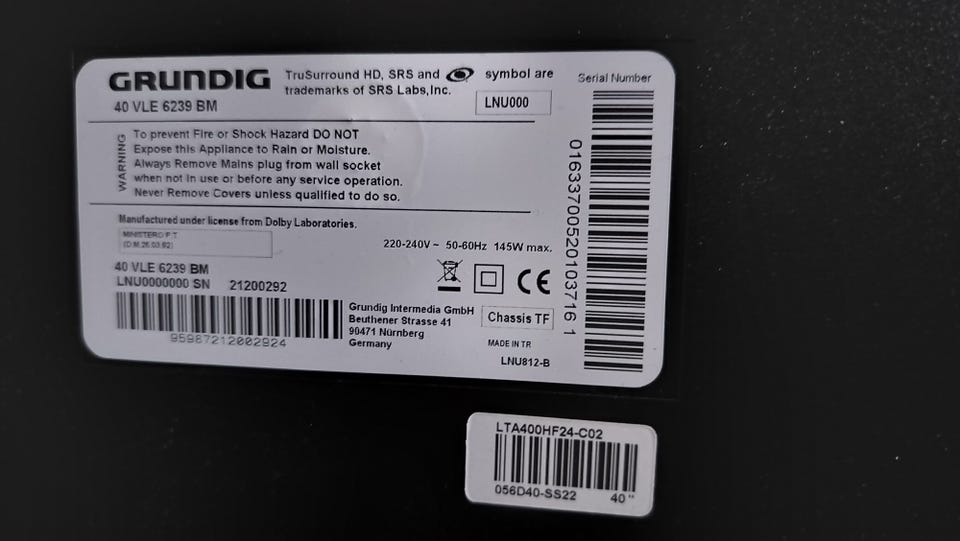 GRUNDIG
40 VLE 6239 BM
TruSurround HD, SRS and symbol are
trademarks of SRS Labs,Inc.
LNU000
Serial Number
WARNING
To prevent Fire or Shock Hazard DO NOT
Expose this Appliance to Rain or Moisture.
Always Remove Mains plug from wall socket
when not in use or before any service operation.
Never Remove Covers unless qualified to do so.
Manufactured under license from Dolby Laboratories.
MINISTERO P.T
(D.M.26.03.92)
220-240V ~ 50-60Hz 145W max.
40 VLE 6239 BM
LNU0000000 SN 21200292
95987212002924
Grundig Intermedia GmbH
Beuthener Strasse 41
90471 Nürnberg
Germany
CE
Chassis TF
MADE IN TR
LNU812-B
01633700520103716 1
LTA400HF24-C02
056D40-SS22 40"